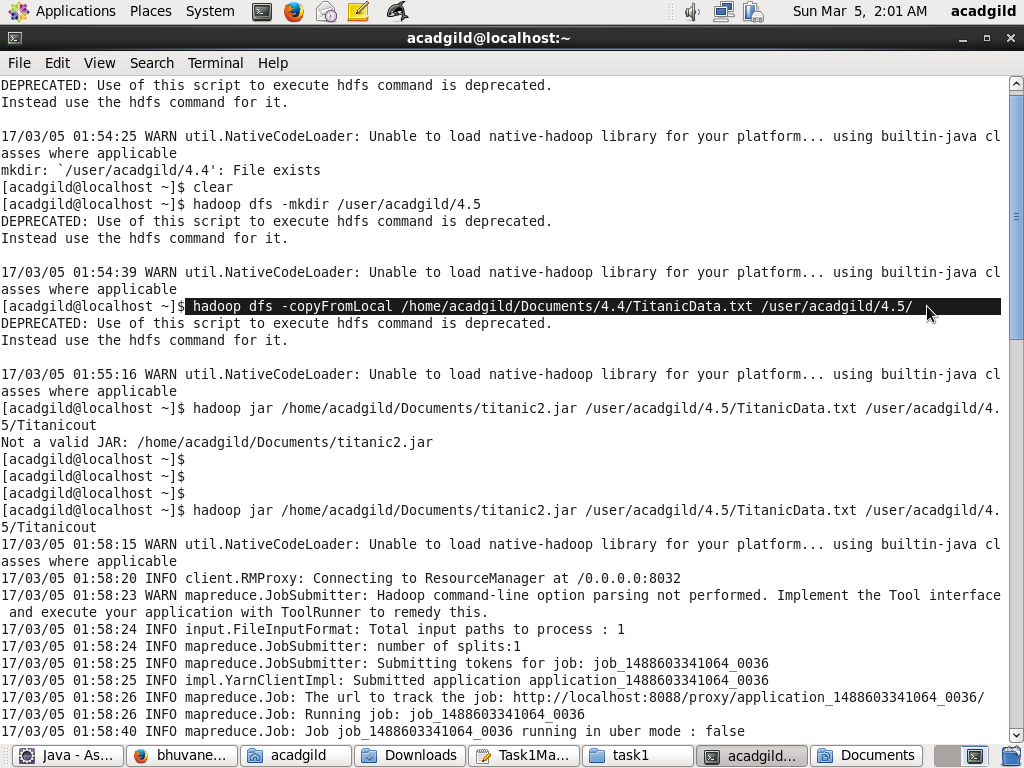 Applications Places System Sun Mar 5, 2:01 AM acadgild
acadgild@localhost:~
File Edit View Search Terminal Help
DEPRECATED: Use of this script to execute hdfs command is deprecated.
Instead use the hdfs command for it.
17/03/05 01:54:25 WARN util.NativeCodeLoader: Unable to load native-hadoop library for your platform... using builtin-java cl
asses where applicable
mkdir: `/user/acadgild/4.4': File exists
[acadgild@localhost ~]$ clear
[acadgild@localhost ~]$ hadoop dfs -mkdir /user/acadgild/4.5
DEPRECATED: Use of this script to execute hdfs command is deprecated.
Instead use the hdfs command for it.
17/03/05 01:54:39 WARN util.NativeCodeLoader: Unable to load native-hadoop library for your platform... using builtin-java cl
asses where applicable
[acadgild@localhost ~]$ hadoop dfs -copyFromLocal /home/acadgild/Documents/4.4/TitanicData.txt /user/acadgild/4.5/
DEPRECATED: Use of this script to execute hdfs command is deprecated.
Instead use the hdfs command for it.
17/03/05 01:55:16 WARN util.NativeCodeLoader: Unable to load native-hadoop library for your platform... using builtin-java cl
asses where applicable
[acadgild@localhost ~]$ hadoop jar /home/acadgild/Documents/titanic2.jar /user/acadgild/4.5/TitanicData.txt /user/acadgild/4.
5/Titanicout
Not a valid JAR: /home/acadgild/Documents/titanic2.jar
[acadgild@localhost ~]$
[acadgild@localhost ~]$
[acadgild@localhost ~]$
[acadgild@localhost ~]$ hadoop jar /home/acadgild/Documents/titanic2.jar /user/acadgild/4.5/TitanicData.txt /user/acadgild/4.
5/Titanicout
17/03/05 01:58:15 WARN util.NativeCodeLoader: Unable to load native-hadoop library for your platform... using builtin-java cl
asses where applicable
17/03/05 01:58:20 INFO client.RMProxy: Connecting to ResourceManager at /0.0.0.0:8032
17/03/05 01:58:23 WARN mapreduce.JobSubmitter: Hadoop command-line option parsing not performed. Implement the Tool interface
 and execute your application with ToolRunner to remedy this.
17/03/05 01:58:24 INFO input.FileInputFormat: Total input paths to process : 1
17/03/05 01:58:24 INFO mapreduce.JobSubmitter: number of splits:1
17/03/05 01:58:25 INFO mapreduce.JobSubmitter: Submitting tokens for job: job_1488603341064_0036
17/03/05 01:58:25 INFO impl.YarnClientImpl: Submitted application application_1488603341064_0036
17/03/05 01:58:26 INFO mapreduce.Job: The url to track the job: http://localhost:8088/proxy/application_1488603341064_0036/
17/03/05 01:58:26 INFO mapreduce.Job: Running job: job_1488603341064_0036
17/03/05 01:58:40 INFO mapreduce.Job: Job job_1488603341064_0036 running in uber mode : false
Java - As... bhuvane... acadgild Downloads Task1Ma... task1 acadgild... Documents